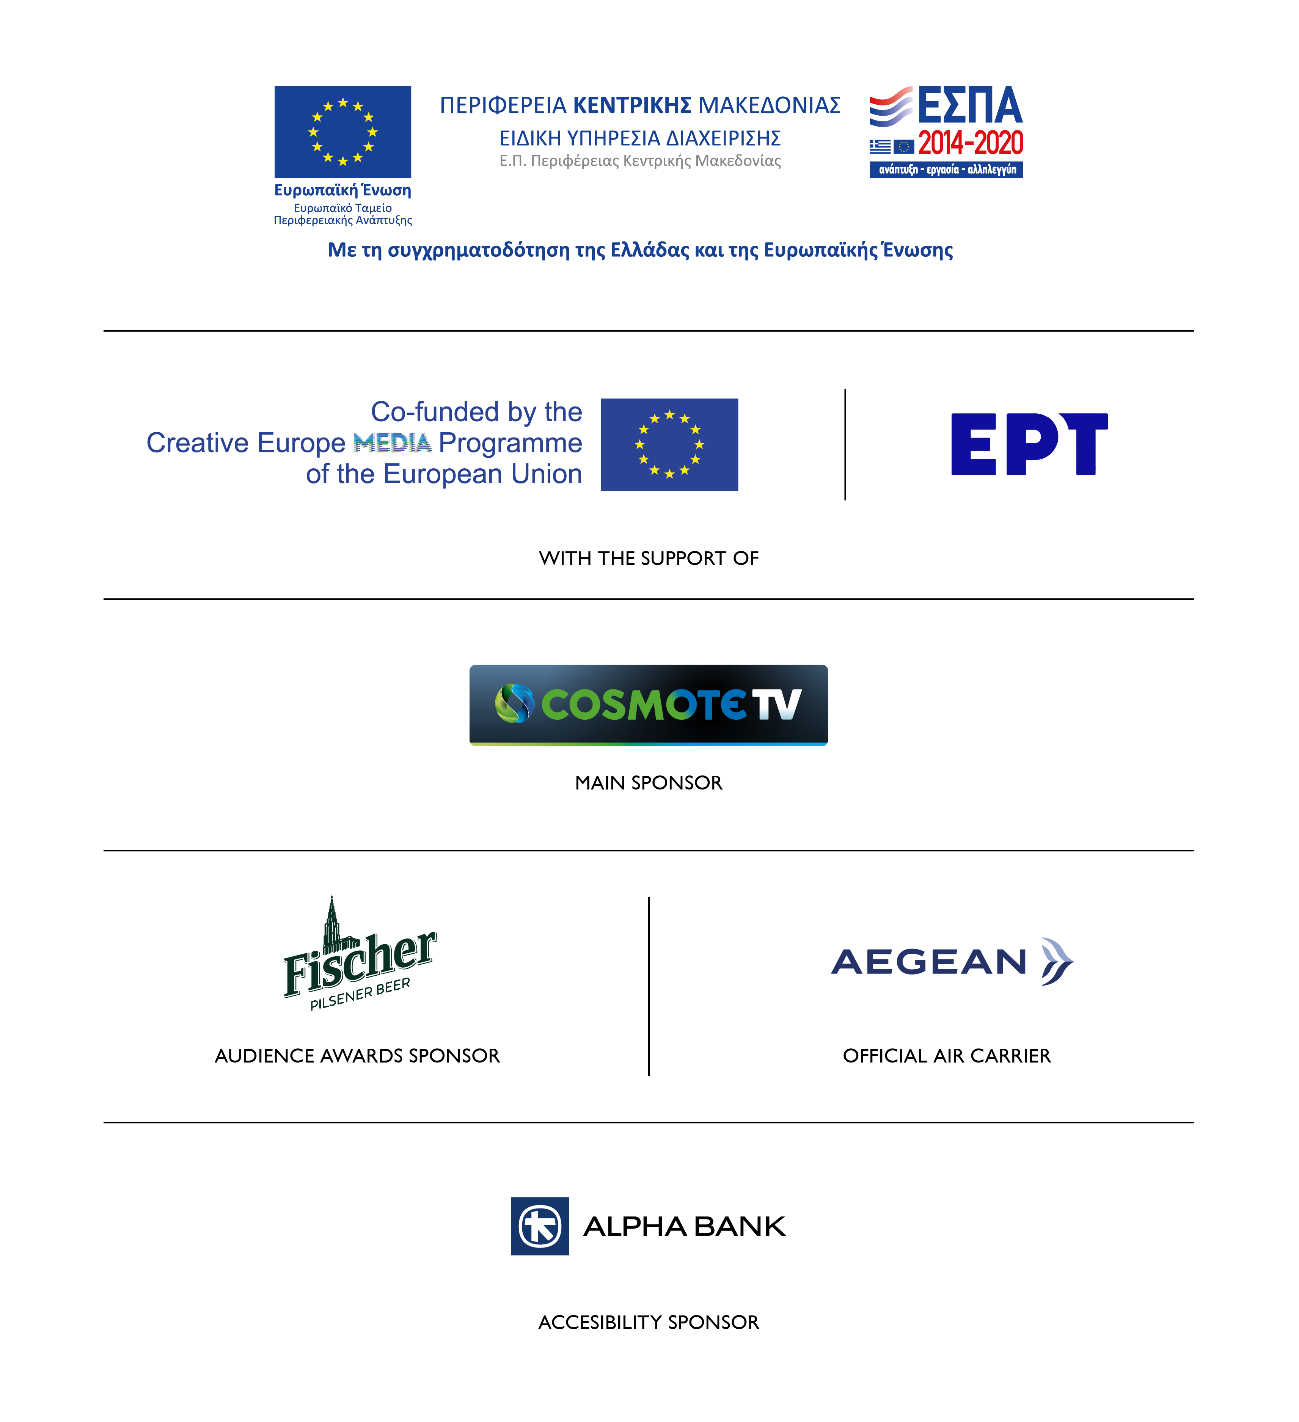 ΠΕΡΙΦΕΡΕΙΑ ΚΕΝΤΡΙΚΗΣ ΜΑΚΕΔΟΝΙΑΣ
ΕΙΔΙΚΗ ΥΠΗΡΕΣΙΑ ΔΙΑΧΕΙΡΙΣΗΣ
Ε.Π. Περιφέρειας Κεντρικής Μακεδονίας
ΕΣΠΑ
2014-2020
ανάπτυξη - εργασία - αλληλεγγύη
Ευρωπαϊκή Ένωση
Ευρωπαϊκό Ταμείο
Περιφερειακής Ανάπτυξης
Με τη συγχρηματοδότηση της Ελλάδας και της Ευρωπαϊκής Ένωσης
Co-funded by the
Creative Europe MEDIA Programme
of the European Union
ΕΡΤ
WITH THE SUPPORT OF
COSMOTE TV
MAIN SPONSOR
Fischer
PILSENER BEER
AUDIENCE AWARDS SPONSOR
AEGEAN
OFFICIAL AIR CARRIER
ALPHA BANK
ACCESIBILITY SPONSOR